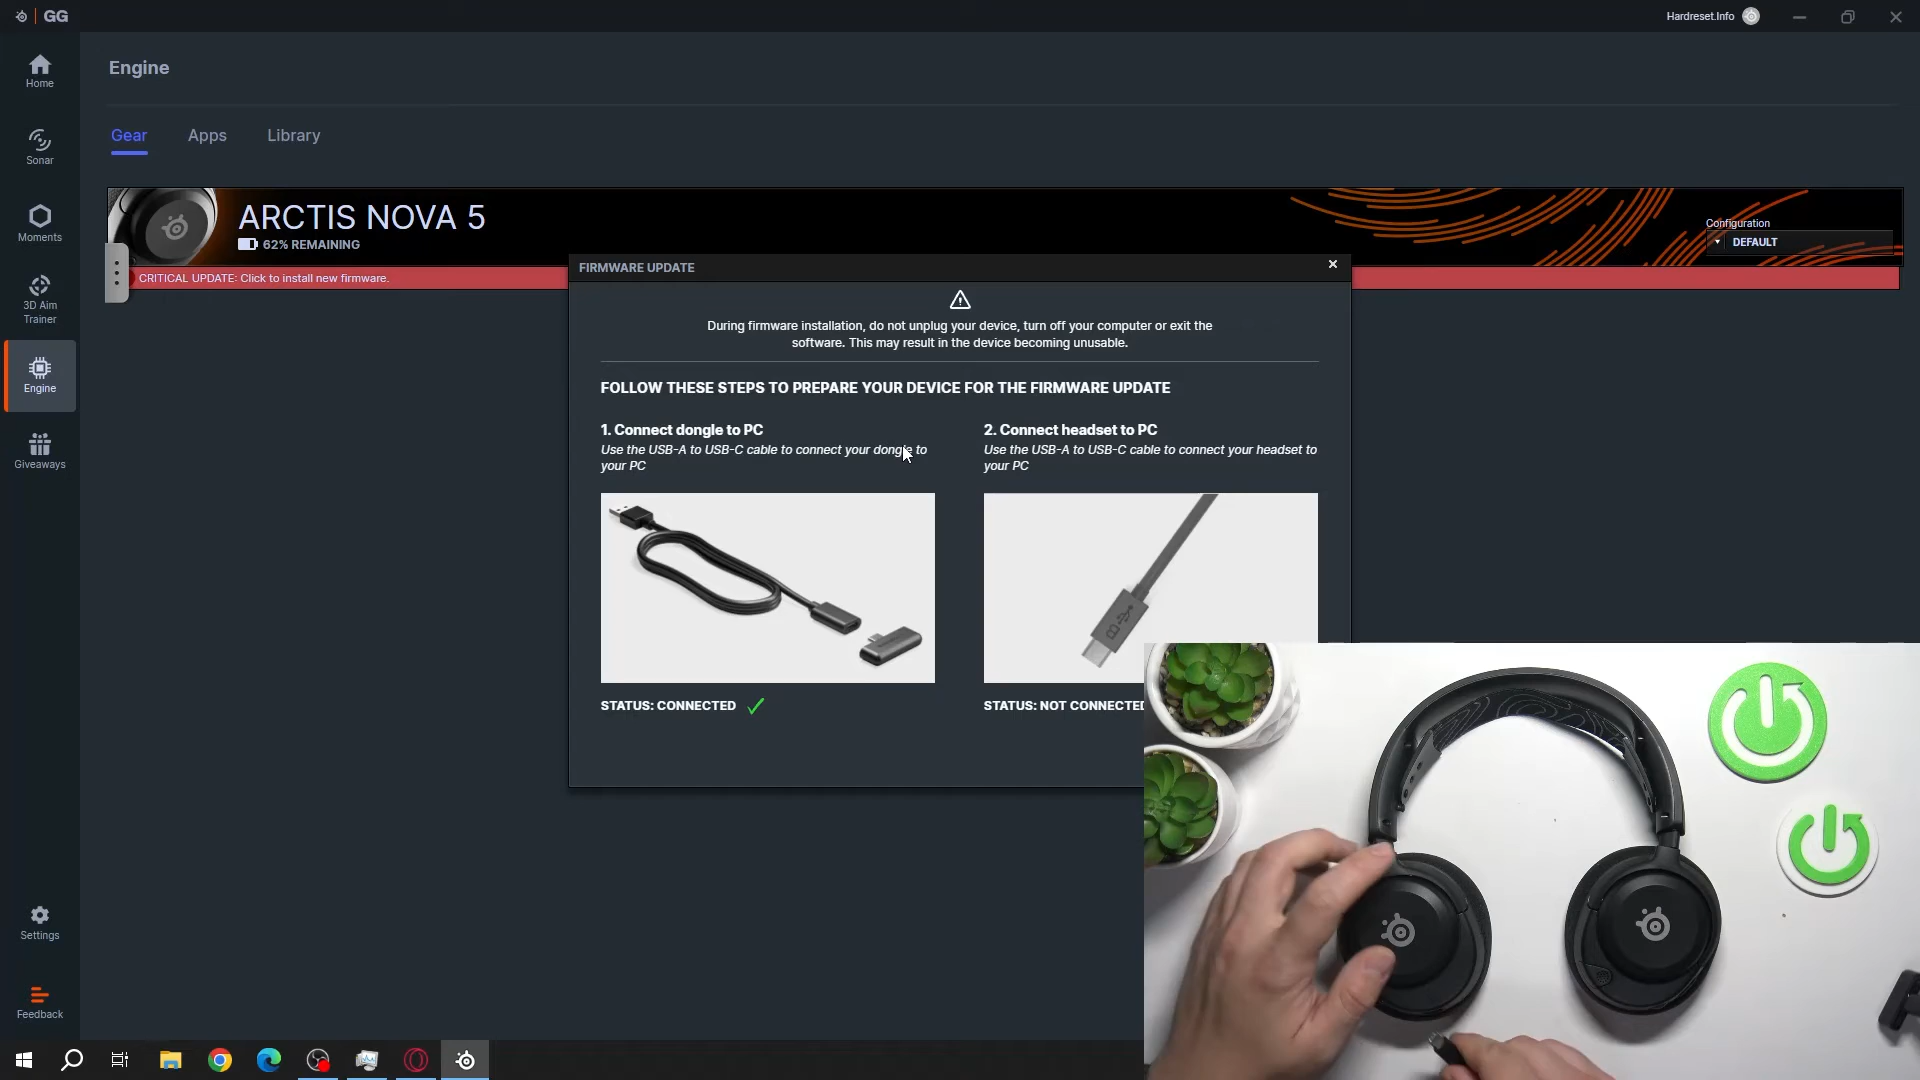 GG
Hardreset.Info
Home
Sonar
Moments
3D Aim
Trainer
Engine
Giveaways
Settings
Feedback
Engine
Gear
Apps
Library
ARCTIS NOVA 5
62% REMAINING
Configuration
DEFAULT
CRITICAL UPDATE: Click to install new firmware.
FIRMWARE UPDATE
During firmware installation, do not unplug your device, turn off your computer or exit the
software. This may result in the device becoming unusable.
FOLLOW THESE STEPS TO PREPARE YOUR DEVICE FOR THE FIRMWARE UPDATE
1. Connect dongle to PC
Use the USB-A to USB-C cable to connect your dongle to
your PC
STATUS: CONNECTED
2. Connect headset to PC
Use the USB-A to USB-C cable to connect your headset to
your PC
STATUS: NOT CONNECTED